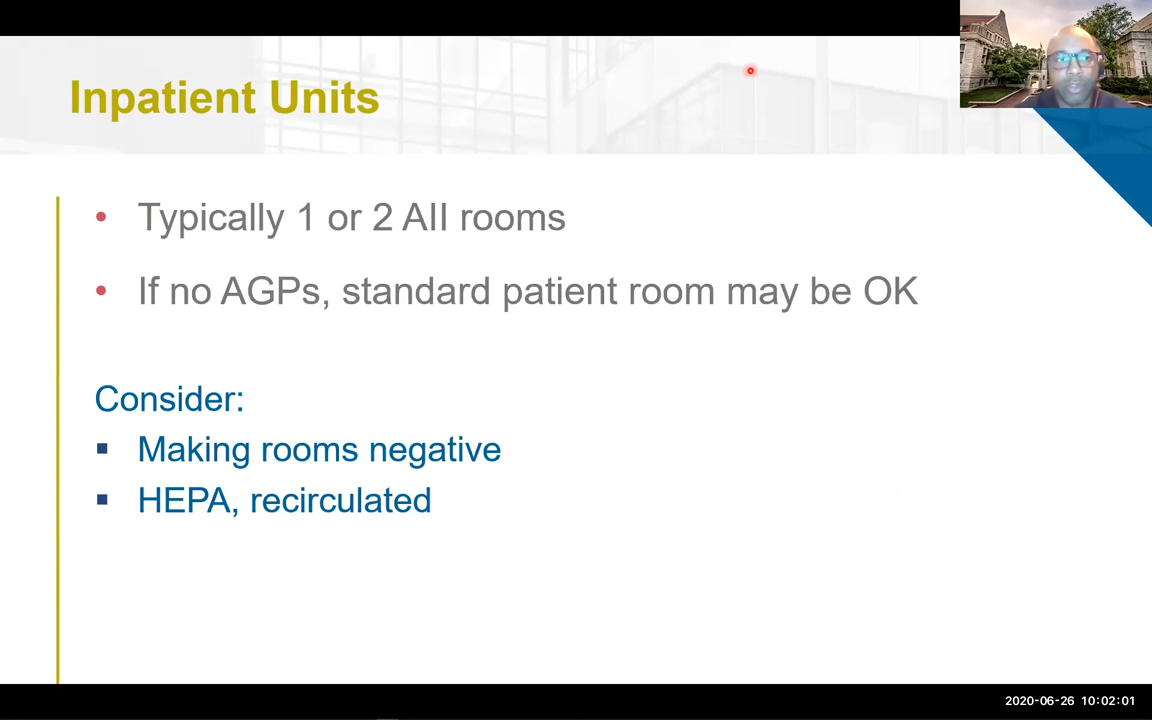 Inpatient Units
• Typically 1 or 2 AII rooms
• If no AGPs, standard patient room may be OK
Consider:
▪ Making rooms negative
▪ HEPA, recirculated
2020-06-26 10:02:01